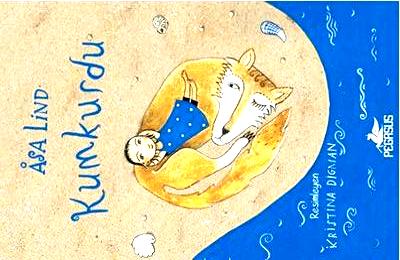 ÅSA LIND
Kumkurdu
Resimleyen
KRISTINA DIGMAN
PEGASUS